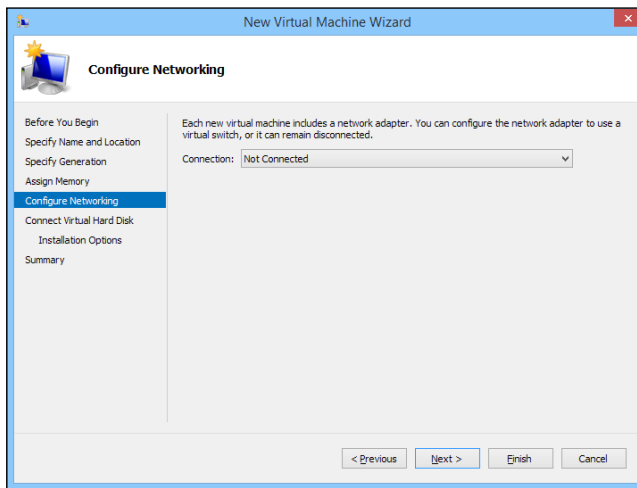 New Virtual Machine Wizard
Configure Networking
Before You Begin
Specify Name and Location
Specify Generation
Assign Memory
Configure Networking
Connect Virtual Hard Disk
Installation Options
Summary
Each new virtual machine includes a network adapter. You can configure the network adapter to use a
virtual switch, or it can remain disconnected.
Connection: Not Connected
< Previous Next > Finish Cancel